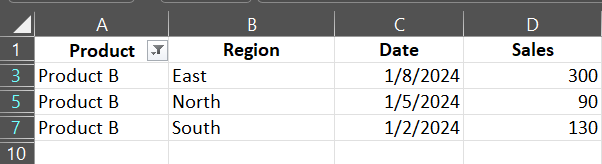 A B C D
1 Product Region Date Sales
3 Product B East 1/8/2024 300
5 Product B North 1/5/2024 90
7 Product B South 1/2/2024 130
10